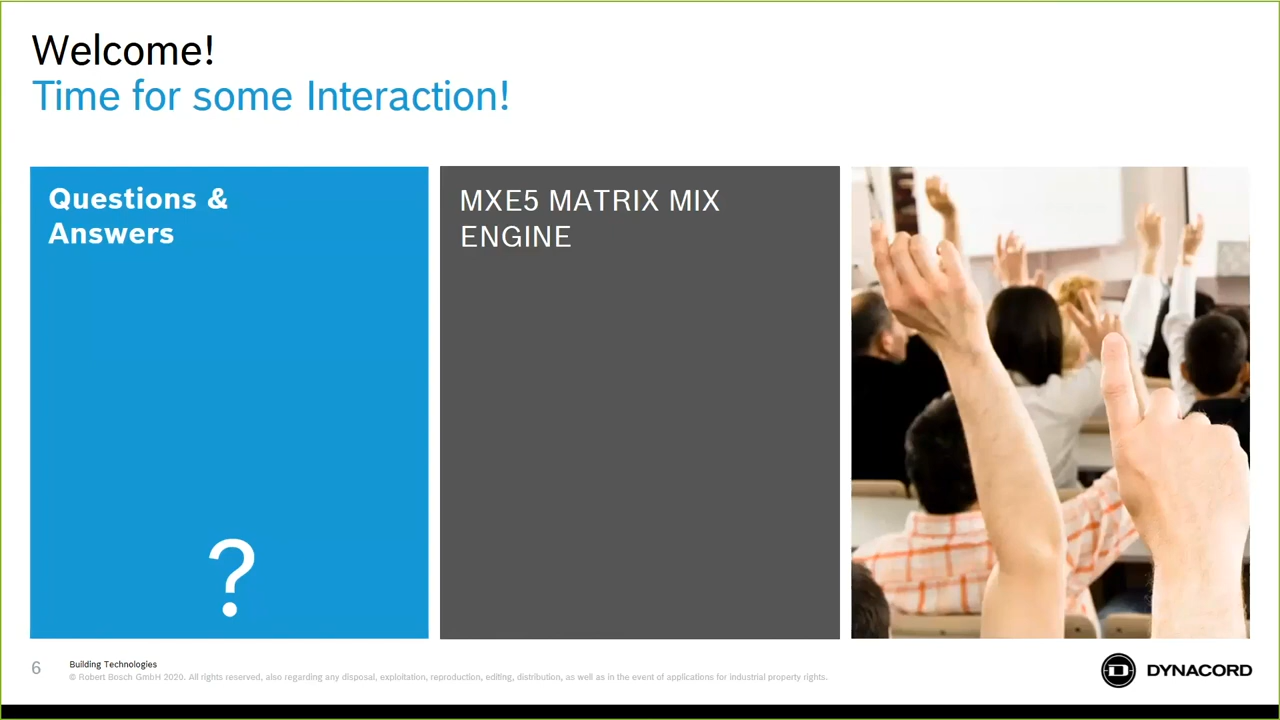 Welcome!
Time for some Interaction!
Questions &
Answers
?
MXE5 MATRIX MIX
ENGINE
6
Building Technologies
© Robert Bosch GmbH 2020. All rights reserved, also regarding any disposal, exploitation, reproduction, editing, distribution, as well as in the event of applications for industrial property rights.
DYNACORD